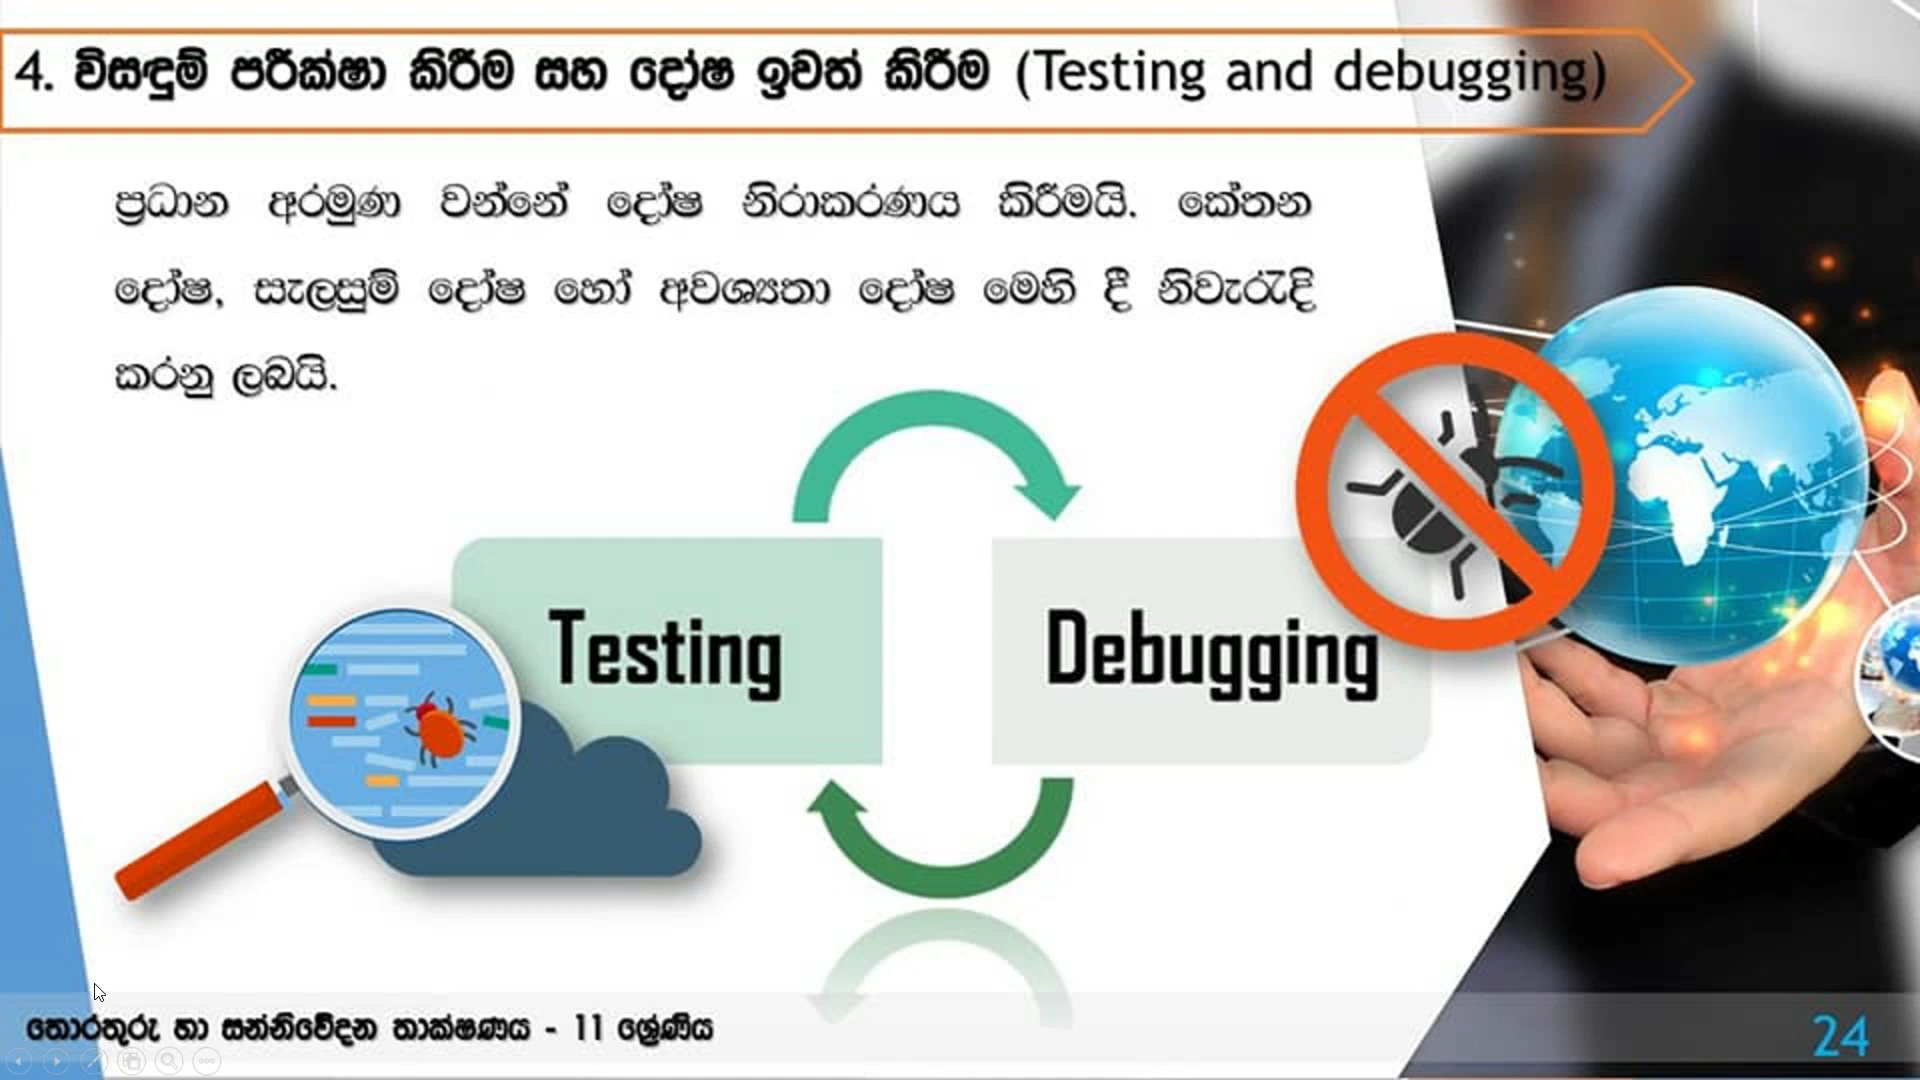 4. විසඳුම් පරීක්ෂා කිරීම සහ දෝෂ ඉවත් කිරීම (Testing and debugging)
ප්‍රධාන අරමුණ වන්නේ දෝෂ නිරාකරණය කිරීමයි. කේතන
දෝෂ, සැලසුම් දෝෂ හෝ අවශ්‍යතා දෝෂ මෙහි දී නිවැරැදි
කරනු ලබයි.
Testing
Debugging
තොරතුරු හා සන්නිවේදන තාක්ෂණය - 11 ශ්‍රේණිය
24